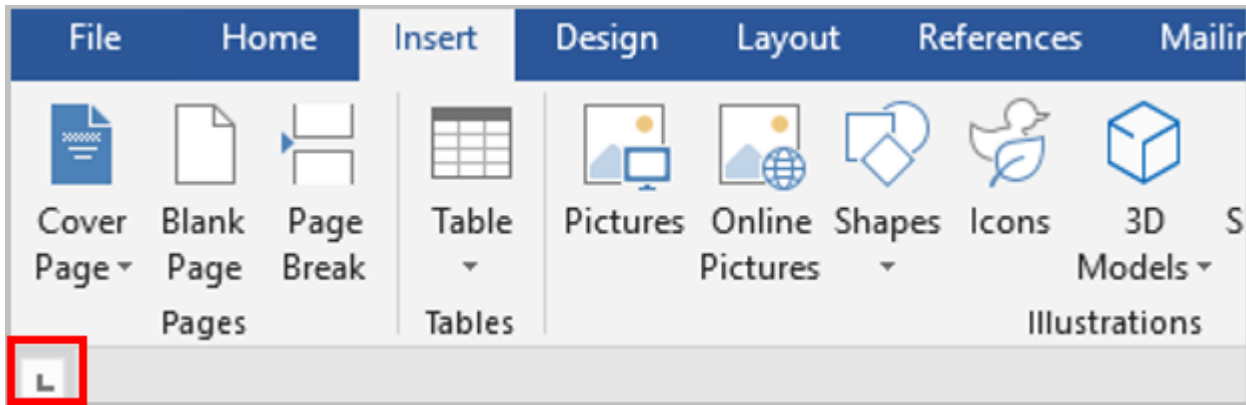 File Home Insert Design Layout References Mailin
Cover Blank Page Table Pictures Online Shapes Icons 3D S
Page Page Break Pictures Models
Pages Tables Illustrations